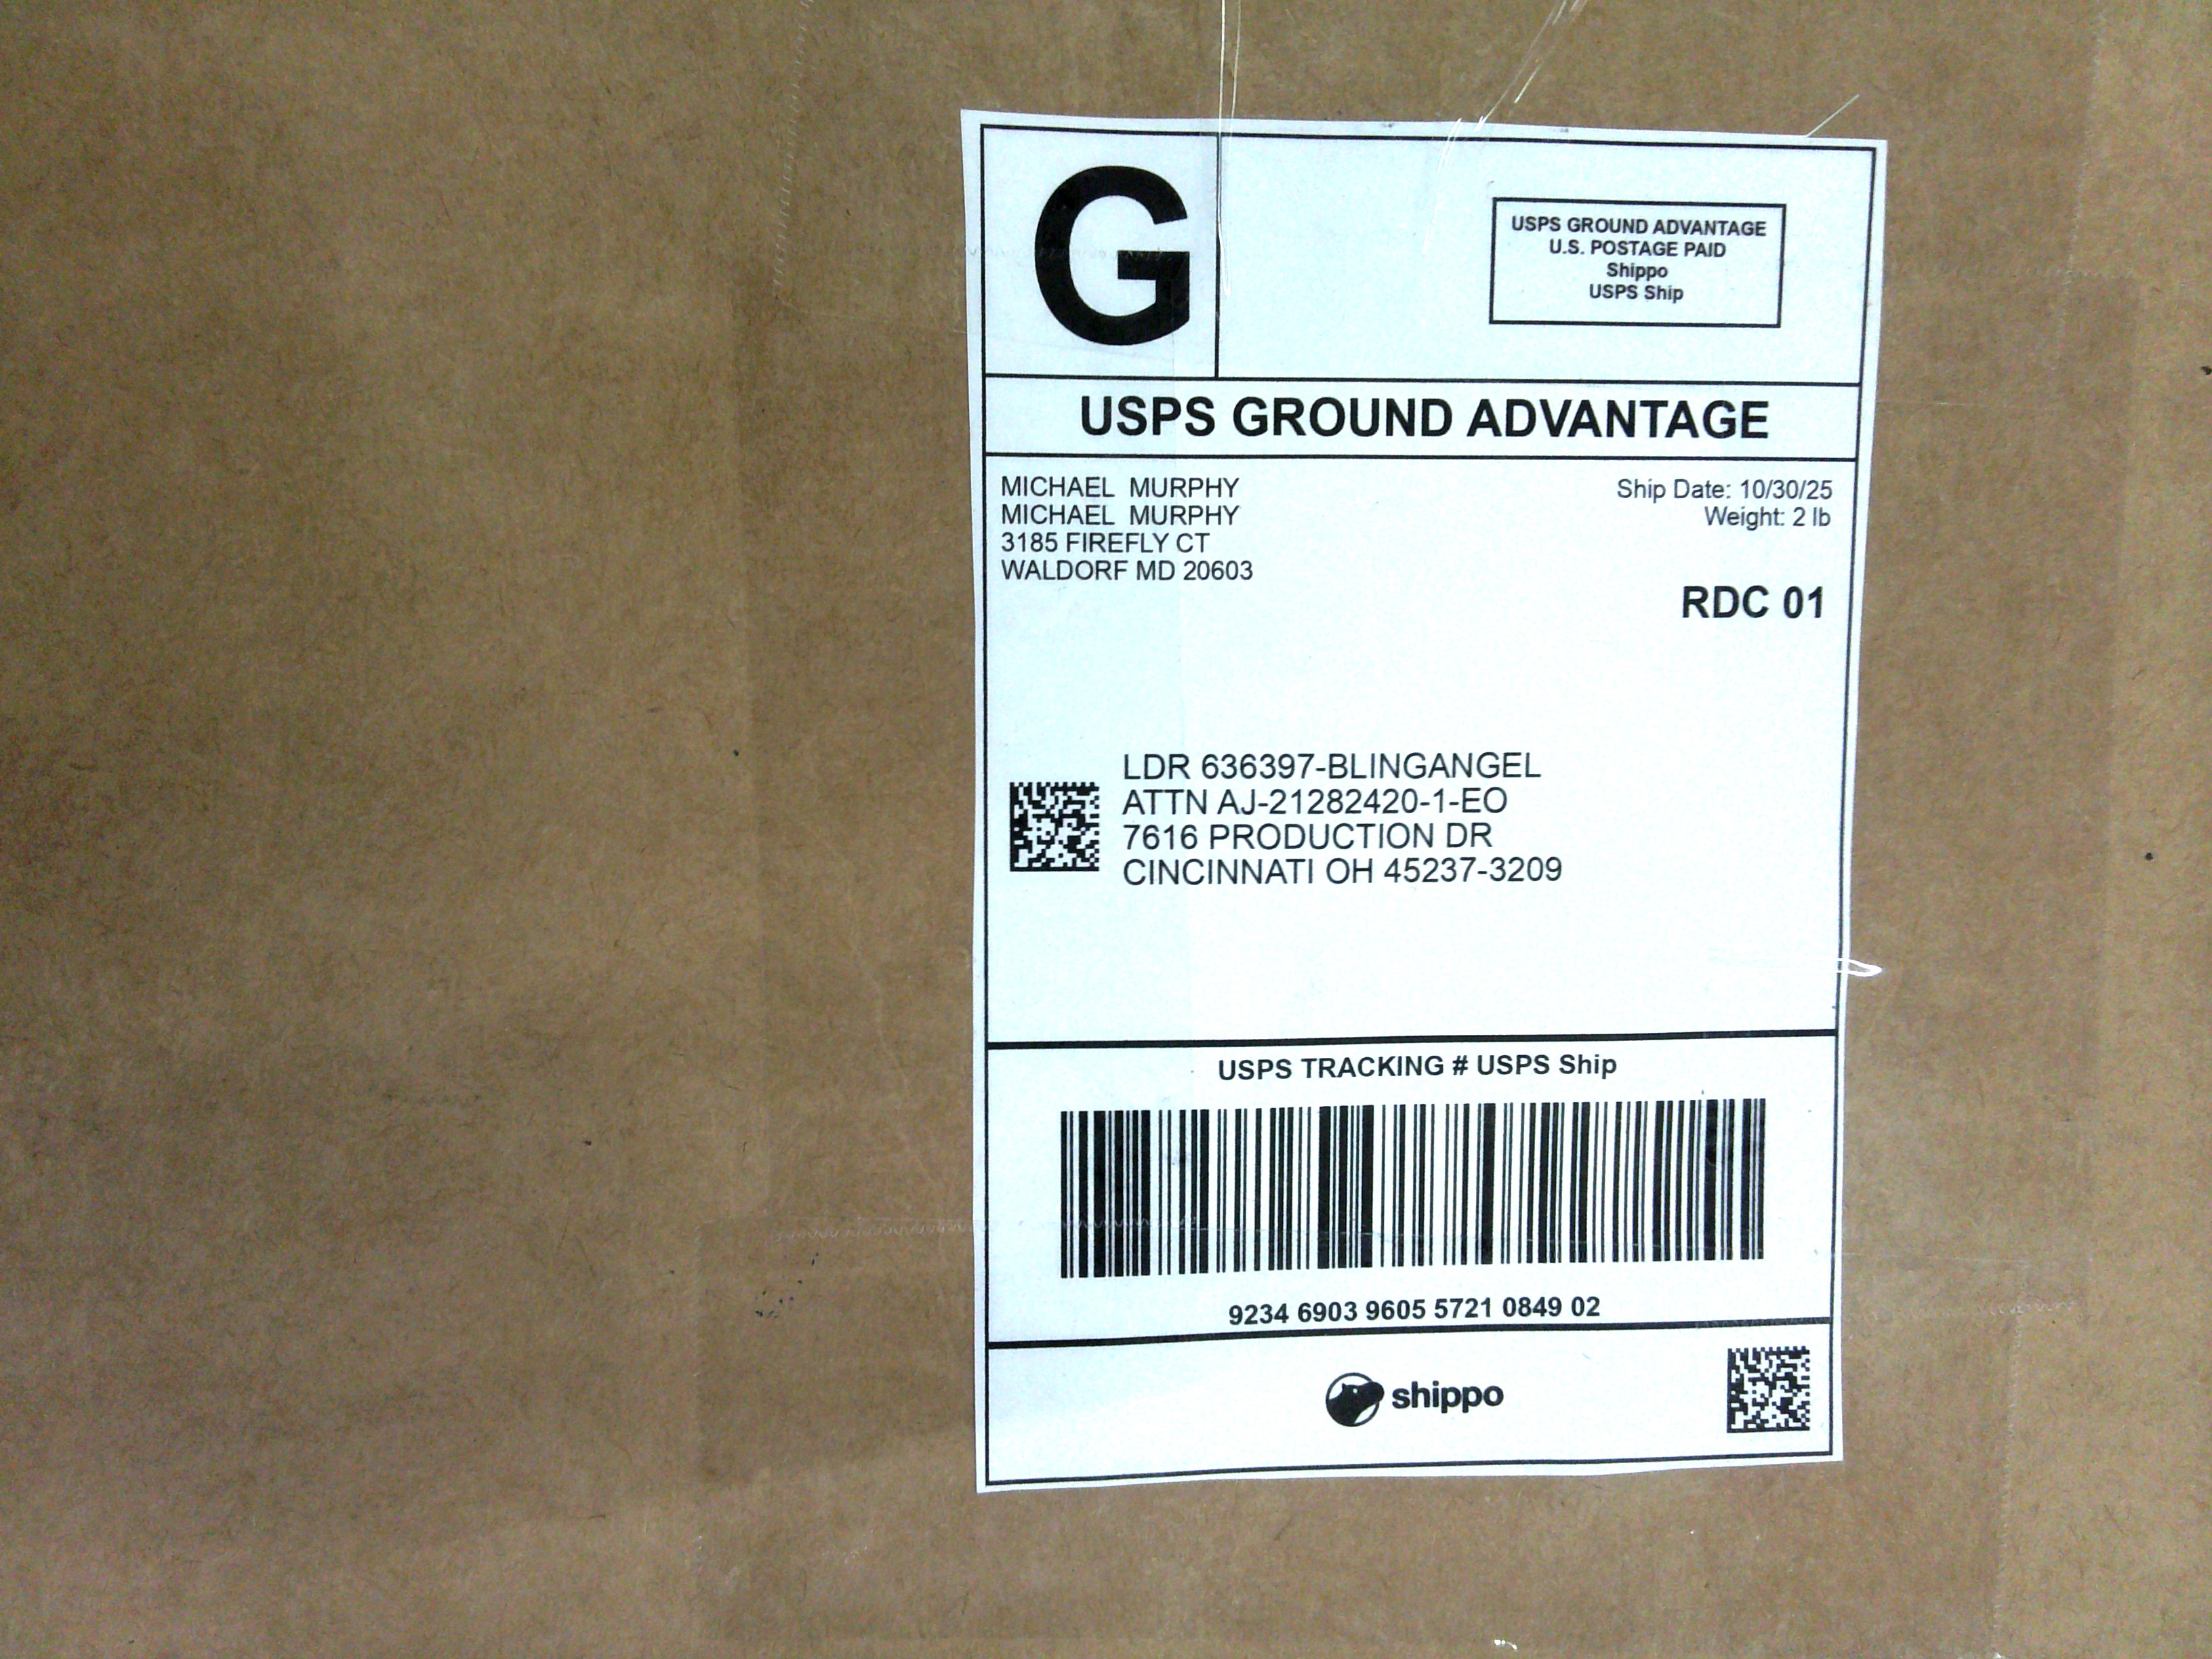 G
USPS GROUND ADVANTAGE
U.S. POSTAGE PAID
Shippo
USPS Ship
USPS GROUND ADVANTAGE
MICHAEL MURPHY
MICHAEL MURPHY
3185 FIREFLY CT
WALDORF MD 20603
Ship Date: 10/30/25
Weight: 2 lb
RDC 01
LDR 636397-BLINGANGEL
ATTN AJ-21282420-1-EO
7616 PRODUCTION DR
CINCINNATI OH 45237-3209
USPS TRACKING # USPS Ship
9234 6903 9605 5721 0849 02
shippo